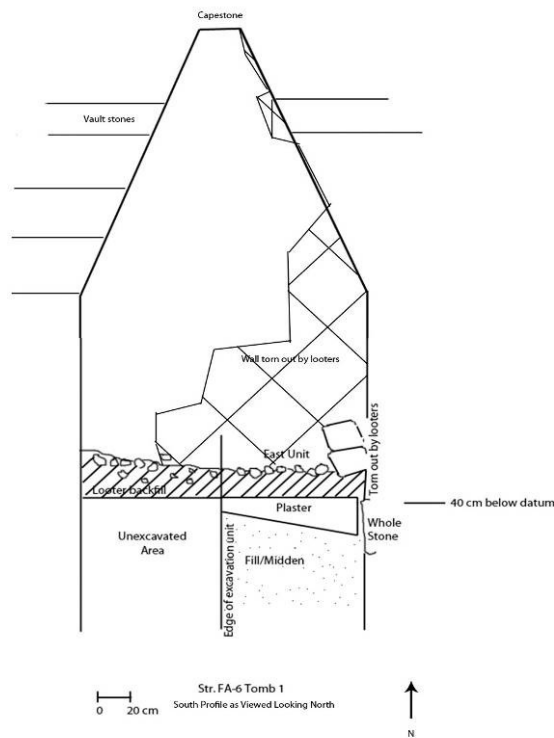 Capestone
Vault stones
Wall torn out by looters
East Unit
Torn out by looters
Looter backfill
40 cm below datum
Plaster
Whole
Stone
Unexcavated
Area
Edge of excavation unit
Fill/Midden
Str. FA-6 Tomb 1
South Profile as Viewed Looking North
0 20 cm
N